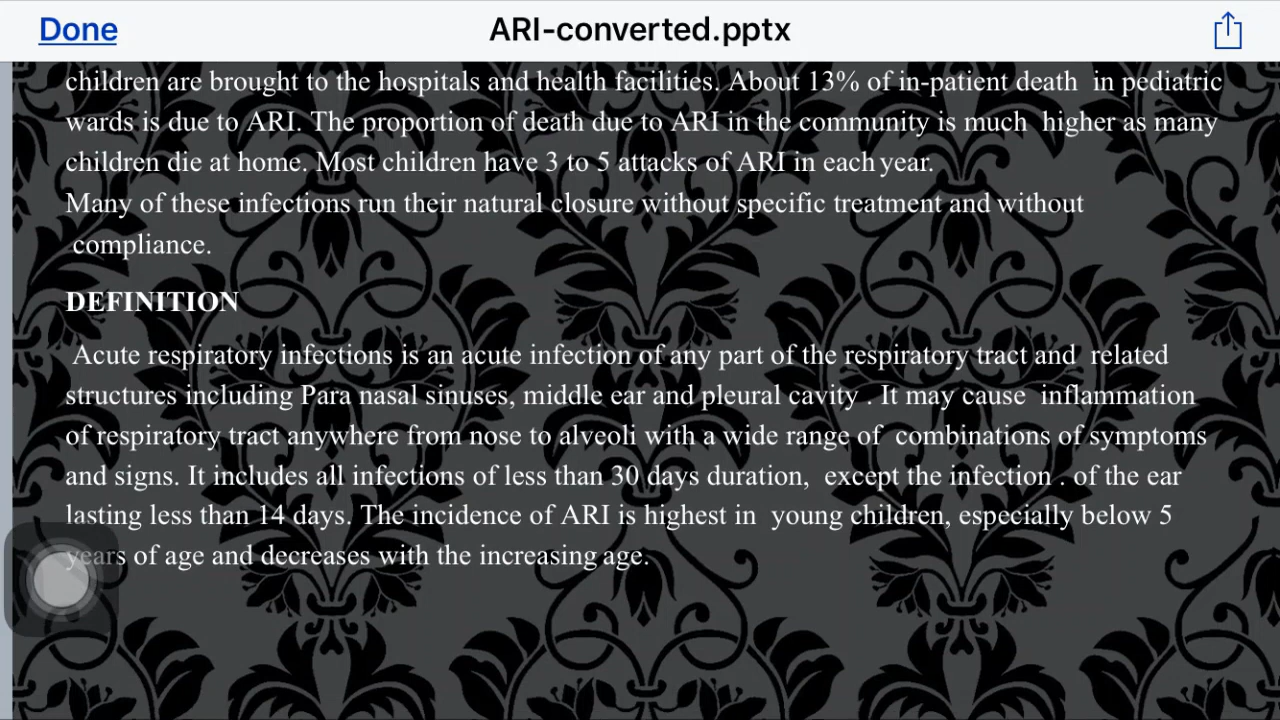 Done
ARI-converted.pptx
children are brought to the hospitals and health facilities. About 13% of in-patient death in pediatric
wards is due to ARI. The proportion of death due to ARI in the community is much higher as many
children die at home. Most children have 3 to 5 attacks of ARI in each year.
Many of these infections run their natural closure without specific treatment and without
compliance.
DEFINITION
Acute respiratory infections is an acute infection of any part of the respiratory tract and related
structures including Para nasal sinuses, middle ear and pleural cavity . It may cause inflammation
of respiratory tract anywhere from nose to alveoli with a wide range of combinations of symptoms
and signs. It includes all infections of less than 30 days duration, except the infection . of the ear
lasting less than 14 days. The incidence of ARI is highest in young children, especially below 5
years of age and decreases with the increasing age.